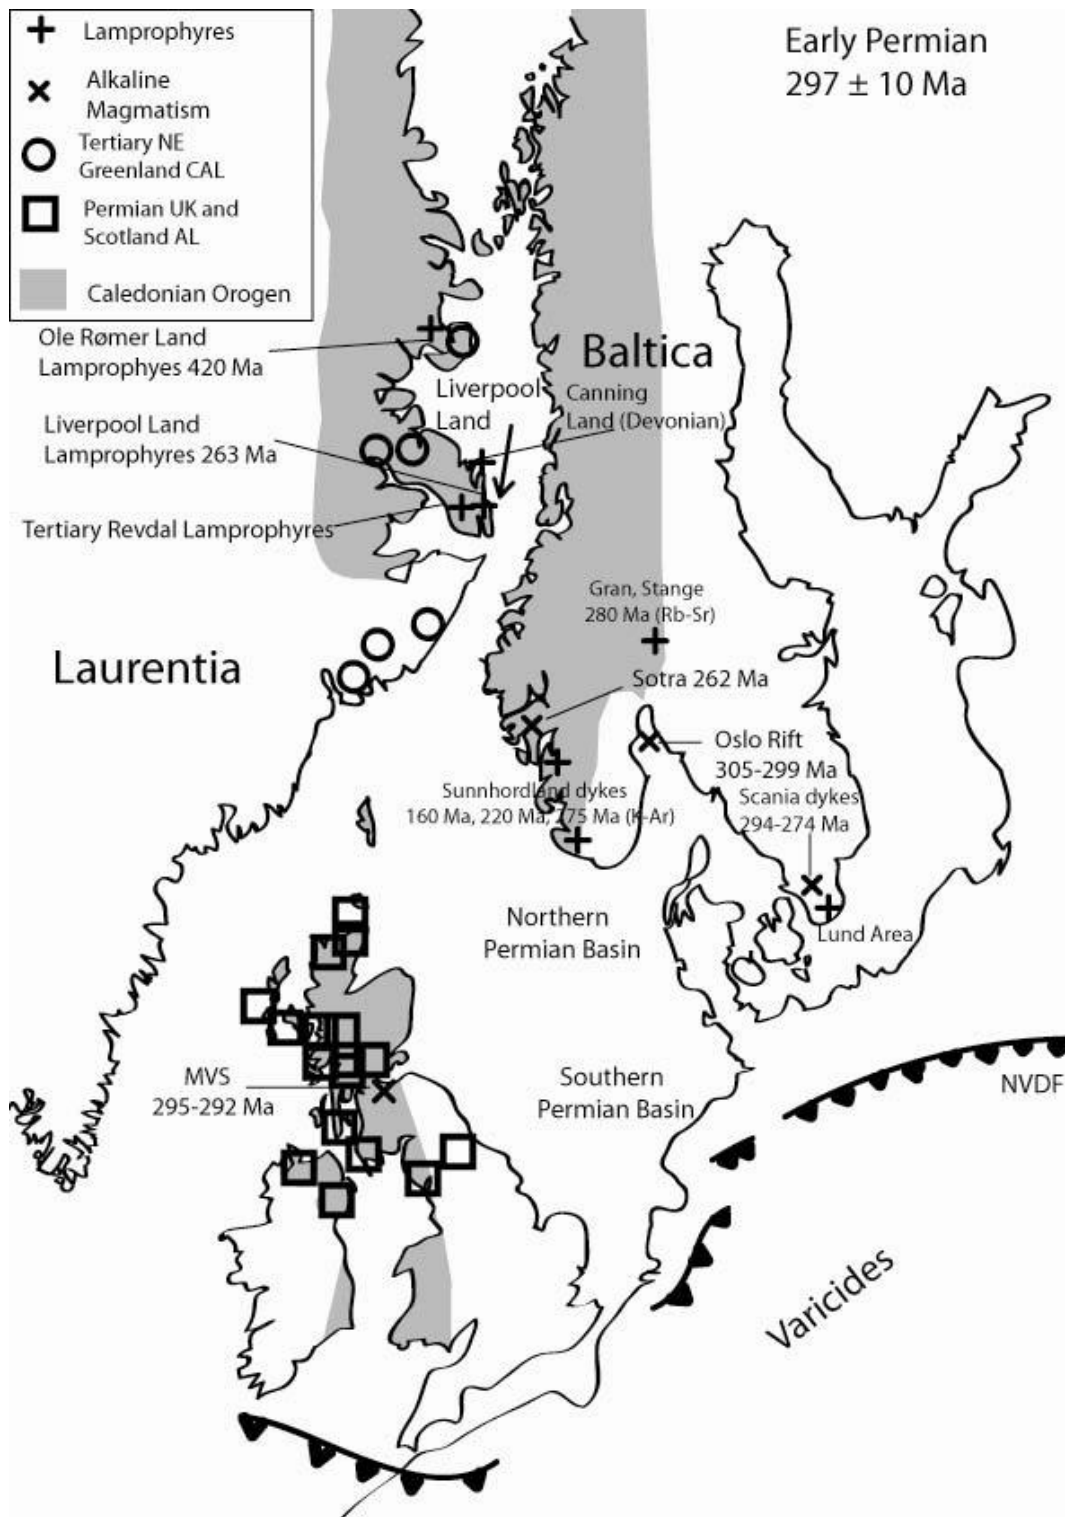 Lamprophyres
Alkaline
Magmatism
Tertiary NE
Greenland CAL
Permian UK and
Scotland AL
Caledonian Orogen
Early Permian
297 ± 10 Ma
Ole Rømer Land
Lamprophyes 420 Ma
Baltica
Liverpool
Land
Canning
Land (Devonian)
Liverpool Land
Lamprophyres 263 Ma
Tertiary Revdal Lamprophyres
Gran, Stange
280 Ma (Rb-Sr)
Laurentia
Sotra 262 Ma
Oslo Rift
305-299 Ma
Sunnhordland dykes
160 Ma, 220 Ma, 275 Ma (K-Ar)
Scania dykes
294-274 Ma
Northern
Permian Basin
Lund Area
MVS
295-292 Ma
Southern
Permian Basin
NVDF
Varicides